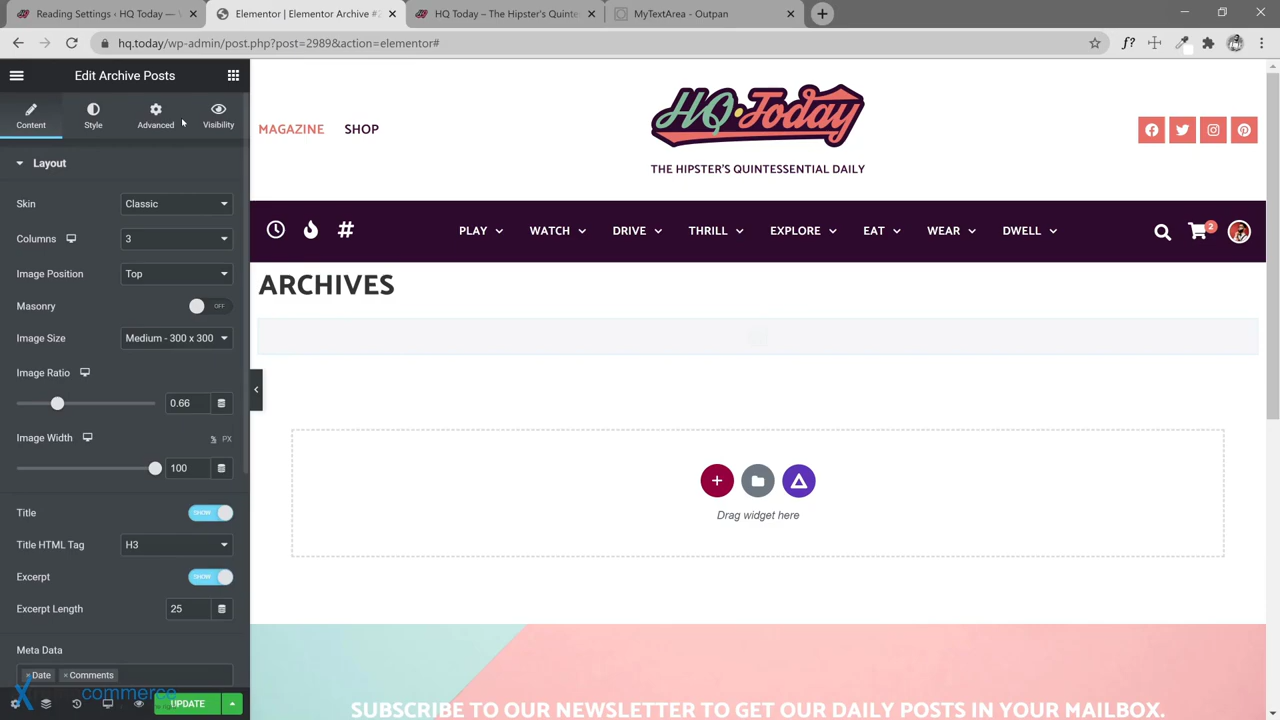 Reading Settings ‹ HQ Today — W
Elementor | Elementor Archive #2
HQ Today – The Hipster's Quinte
MyTextArea - Outpan
hq.today/wp-admin/post.php?post=2989&action=elementor#
Edit Archive Posts
Content
Style
Advanced
Visibility
Layout
Skin
Classic
Columns
3
Image Position
Top
Masonry
OFF
Image Size
Medium - 300 x 300
Image Ratio
0.66
Image Width
% PX
100
Title
SHOW
Title HTML Tag
H3
Excerpt
SHOW
Excerpt Length
25
Meta Data
× Date × Comments
commerce
UPDATE
MAGAZINE
SHOP
HQ Today
THE HIPSTER'S QUINTESSENTIAL DAILY
PLAY
WATCH
DRIVE
THRILL
EXPLORE
EAT
WEAR
DWELL
2
ARCHIVES
Drag widget here
SUBSCRIBE TO OUR NEWSLETTER TO GET OUR DAILY POSTS IN YOUR MAILBOX.